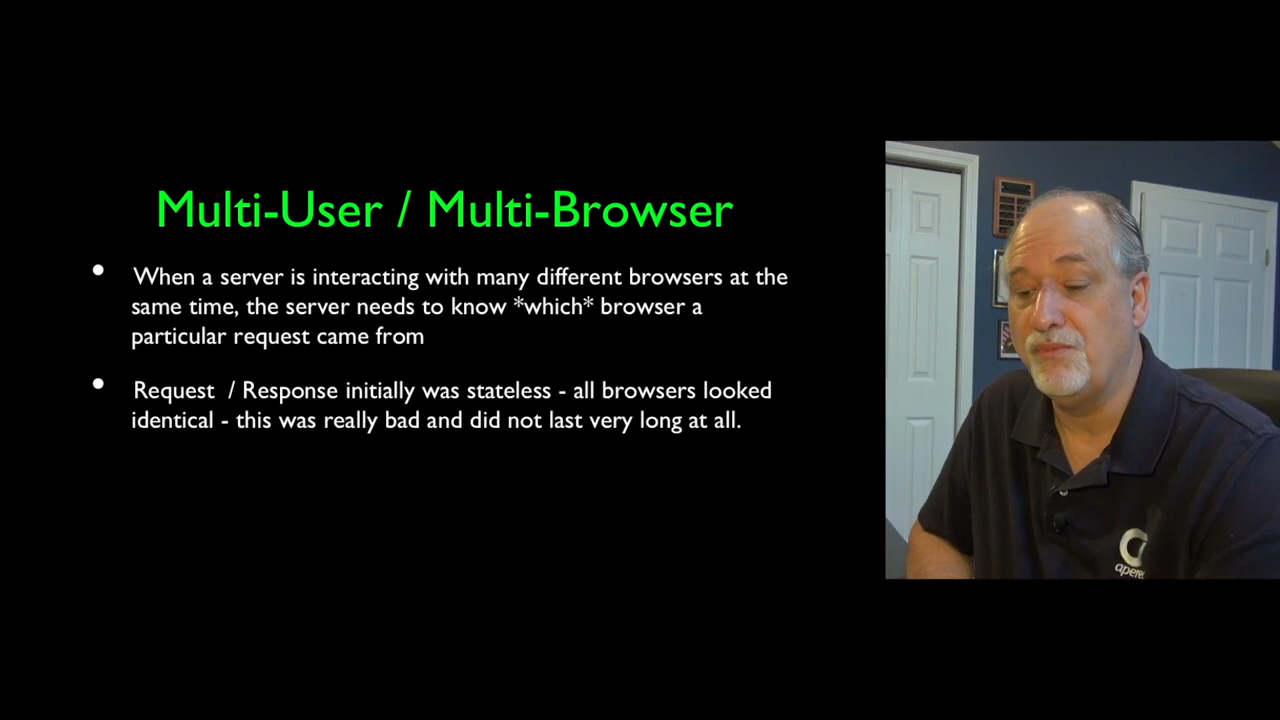 Multi-User / Multi-Browser
• When a server is interacting with many different browsers at the
same time, the server needs to know *which* browser a
particular request came from
• Request / Response initially was stateless - all browsers looked
identical - this was really bad and did not last very long at all.